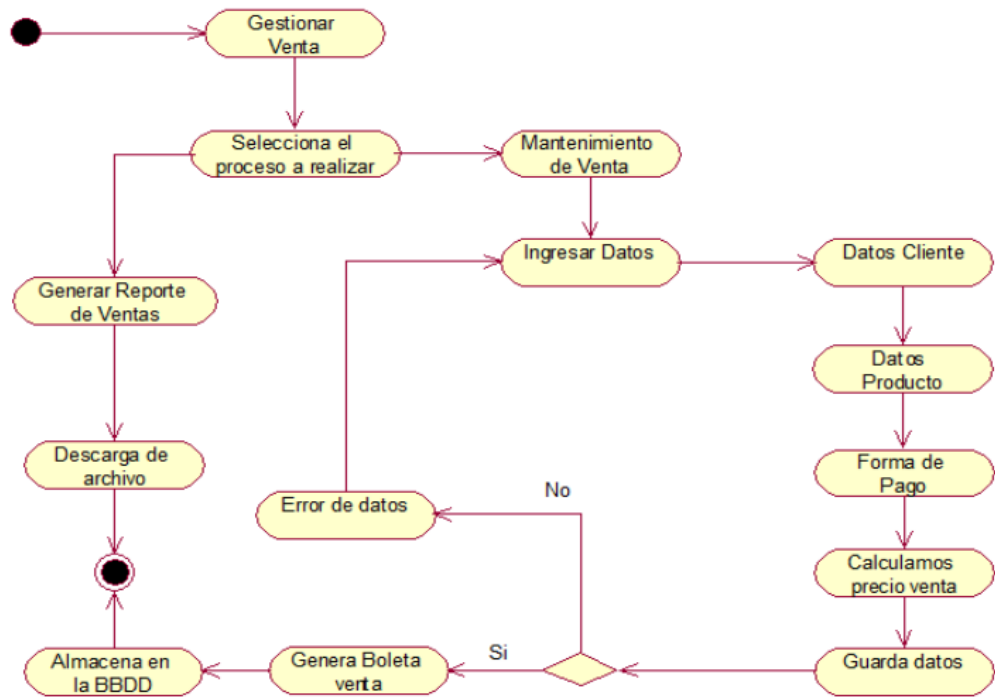 Gestionar
Venta
Selecciona el
proceso a realizar
Mantenimiento
de Venta
Ingresar Datos
Datos Cliente
Generar Reporte
de Ventas
Datos
Producto
Descarga de
archivo
Forma de
Pago
Error de datos
No
Calculamos
precio venta
Almacena en
la BBDD
Genera Boleta
venta
Si
Guarda datos